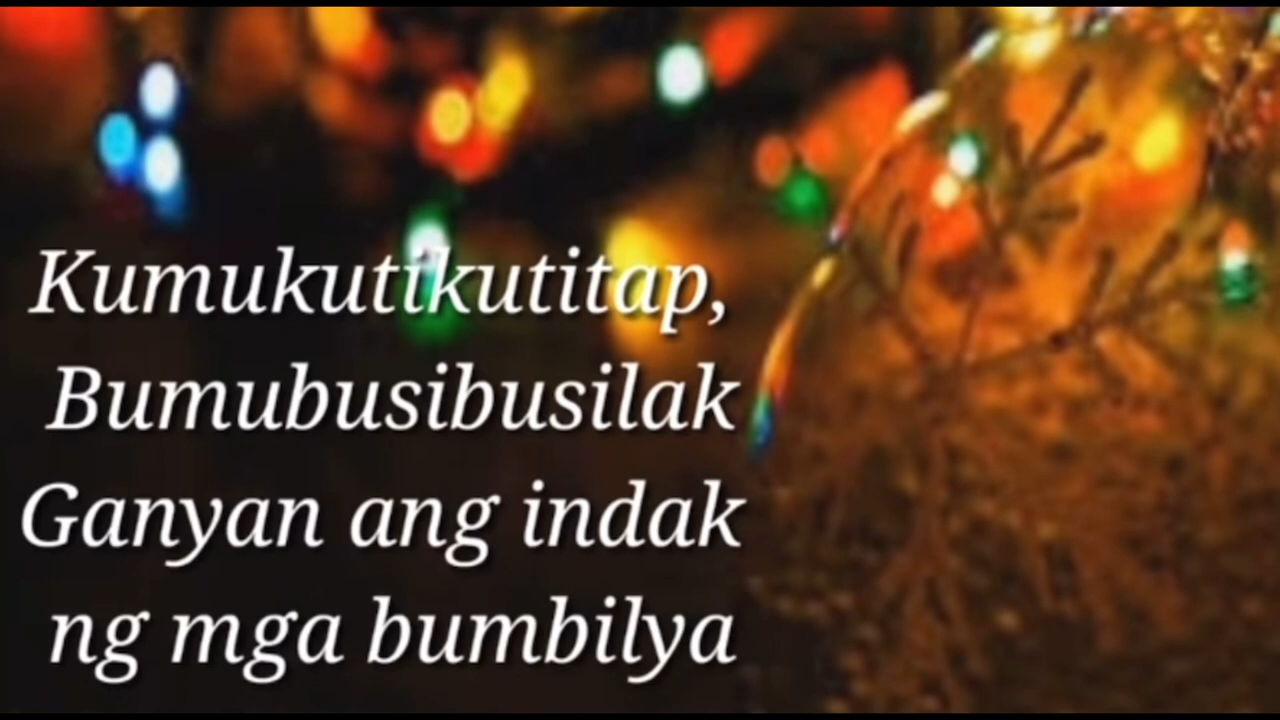 Kumukutikutitap,
Bumubusibusilak
Ganyan ang indak
ng mga bumbilya